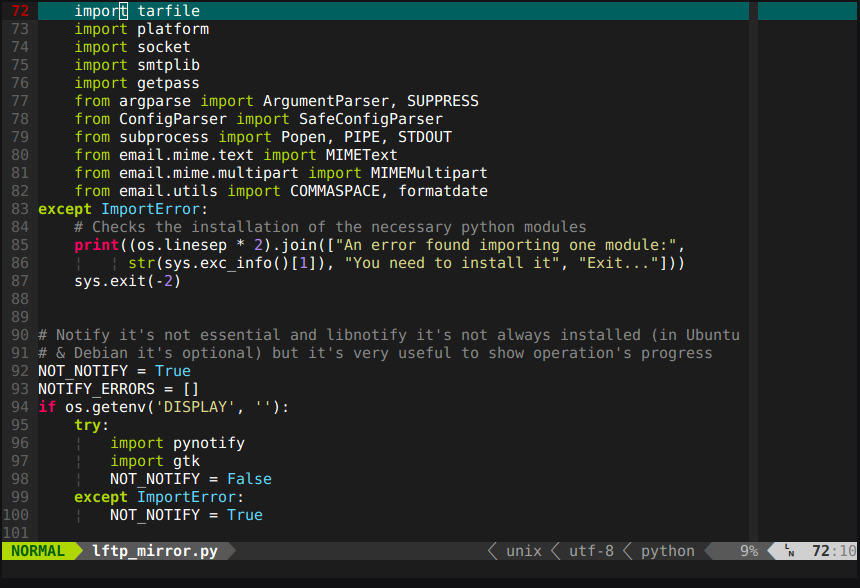 72     import tarfile
73     import platform
74     import socket
75     import smtplib
76     import getpass
77     from argparse import ArgumentParser, SUPPRESS
78     from ConfigParser import SafeConfigParser
79     from subprocess import Popen, PIPE, STDOUT
80     from email.mime.text import MIMEText
81     from email.mime.multipart import MIMEMultipart
82     from email.utils import COMMASPACE, formatdate
83 except ImportError:
84     # Checks the installation of the necessary python modules
85     print((os.linesep * 2).join(["An error found importing one module:",
86     ¦   ¦ str(sys.exc_info()[1]), "You need to install it", "Exit..."]))
87     sys.exit(-2)
88
89
90 # Notify it's not essential and libnotify it's not always installed (in Ubuntu
91 # & Debian it's optional) but it's very useful to show operation's progress
92 NOT_NOTIFY = True
93 NOTIFY_ERRORS = []
94 if os.getenv('DISPLAY', ''):
95     try:
96     ¦   import pynotify
97     ¦   import gtk
98     ¦   NOT_NOTIFY = False
99     except ImportError:
100     ¦   NOT_NOTIFY = True
101
NORMAL lftp_mirror.py unix utf-8 python 9% LN 72:10